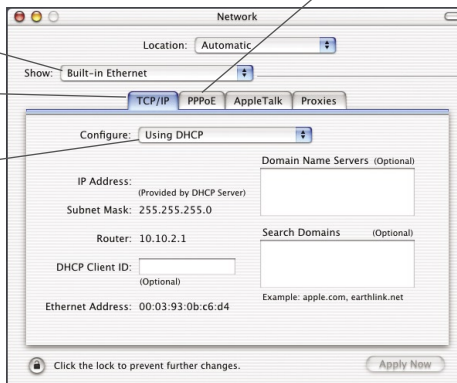 Network
Location: Automatic
Show: Built-in Ethernet
TCP/IP PPPoE AppleTalk Proxies
Configure: Using DHCP
Domain Name Servers (Optional)
IP Address:
(Provided by DHCP Server)
Subnet Mask: 255.255.255.0
Router: 10.10.2.1
Search Domains (Optional)
DHCP Client ID:
(Optional)
Example: apple.com, earthlink.net
Ethernet Address: 00:03:93:0b:c6:d4
Click the lock to prevent further changes.
Apply Now